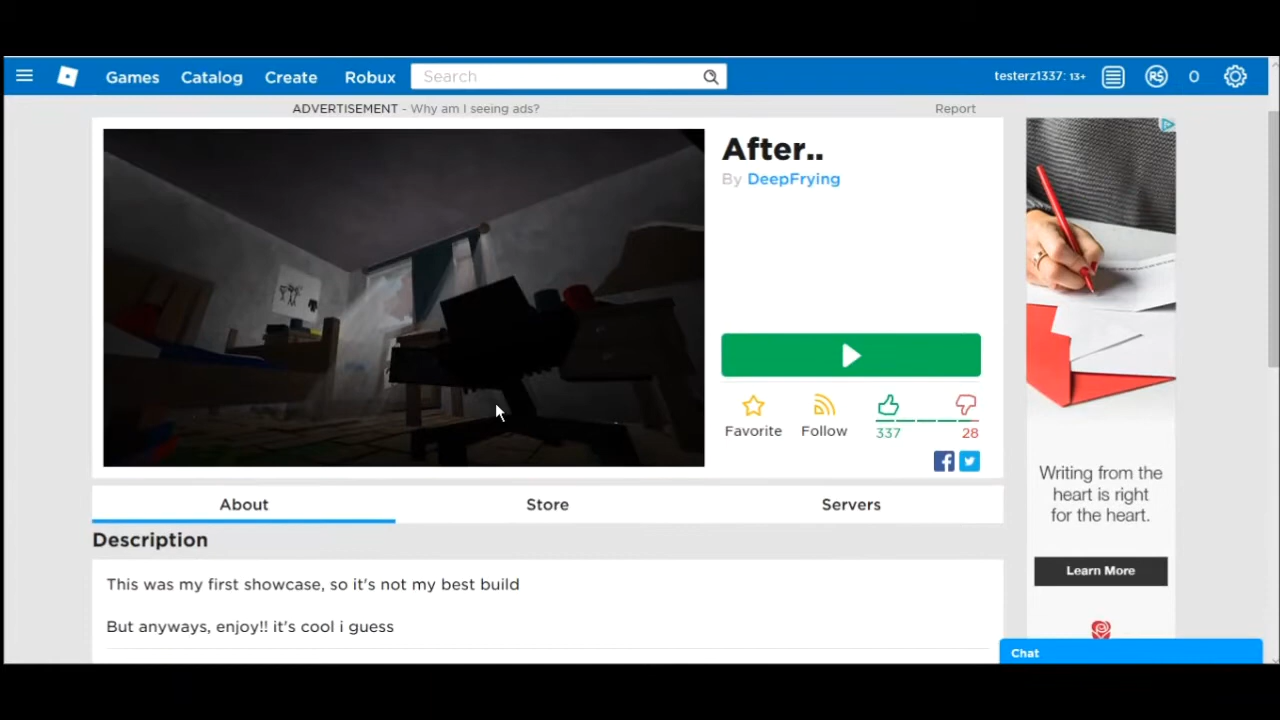 Games Catalog Create Robux Search testerz1337: 13+ R$ 0
ADVERTISEMENT - Why am I seeing ads? Report
After..
By DeepFrying
Favorite Follow 337 28
About Store Servers
Description
This was my first showcase, so it's not my best build
But anyways, enjoy!! it's cool i guess
Writing from the
heart is right
for the heart.
Learn More
Chat